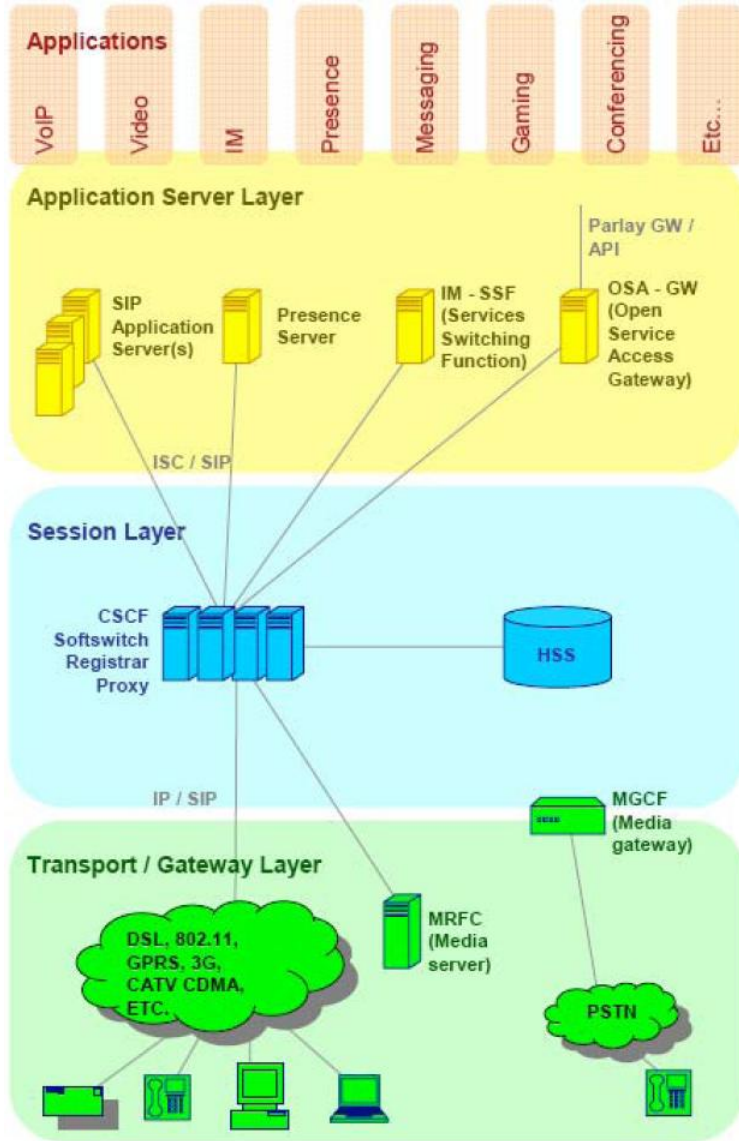 Applications
VoIP
Video
IM
Presence
Messaging
Gaming
Conferencing
Etc...
Application Server Layer
Parlay GW /
API
SIP
Application
Server(s)
Presence
Server
IM - SSF
(Services
Switching
Function)
OSA - GW
(Open
Service
Access
Gateway)
ISC / SIP
Session Layer
CSCF
Softswitch
Registrar
Proxy
HSS
IP / SIP
MGCF
(Media
gateway)
Transport / Gateway Layer
DSL, 802.11,
GPRS, 3G,
CATV CDMA,
ETC.
MRFC
(Media
server)
PSTN